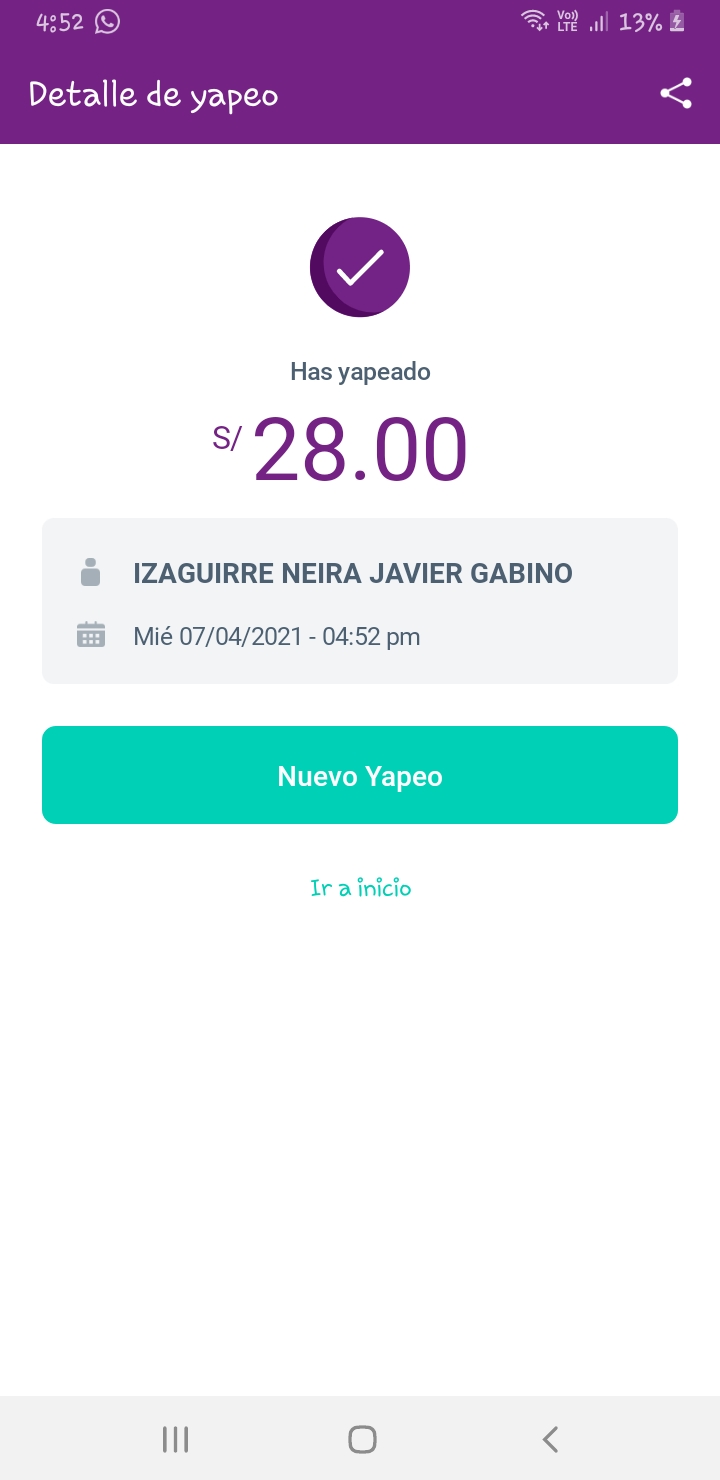 4:52 Vo)) LTE 13%
Detalle de yapeo
Has yapeado
S/ 28.00
IZAGUIRRE NEIRA JAVIER GABINO
Mié 07/04/2021 - 04:52 pm
Nuevo Yapeo
Ir a inicio